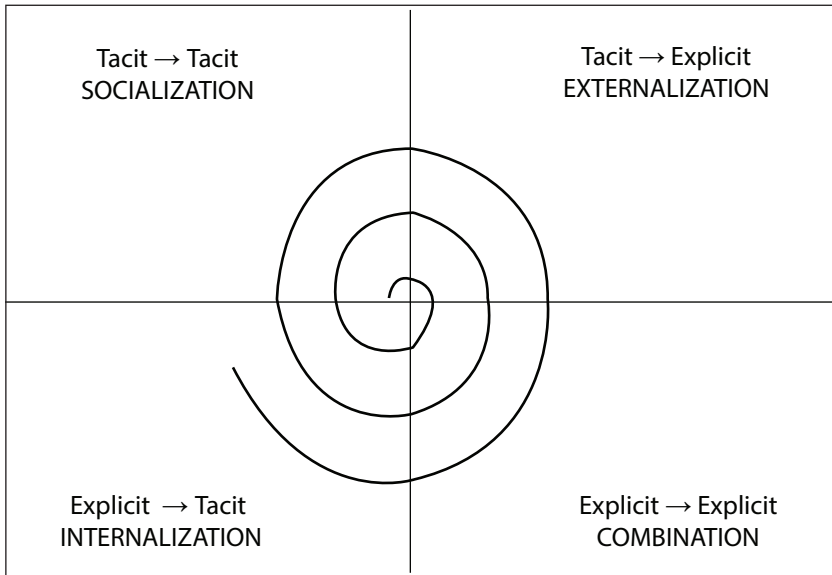 Tacit → Tacit
SOCIALIZATION
Tacit → Explicit
EXTERNALIZATION
Explicit → Tacit
INTERNALIZATION
Explicit → Explicit
COMBINATION